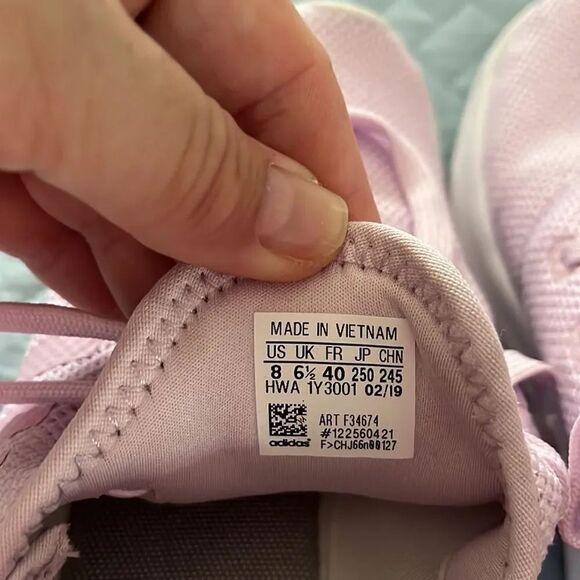 MADE IN VIETNAM
US UK FR JP CHN
8 6½ 40 250 245
HWA 1Y3001 02/19
ART F34674
#122560421
adidas F>CHJ66n00127